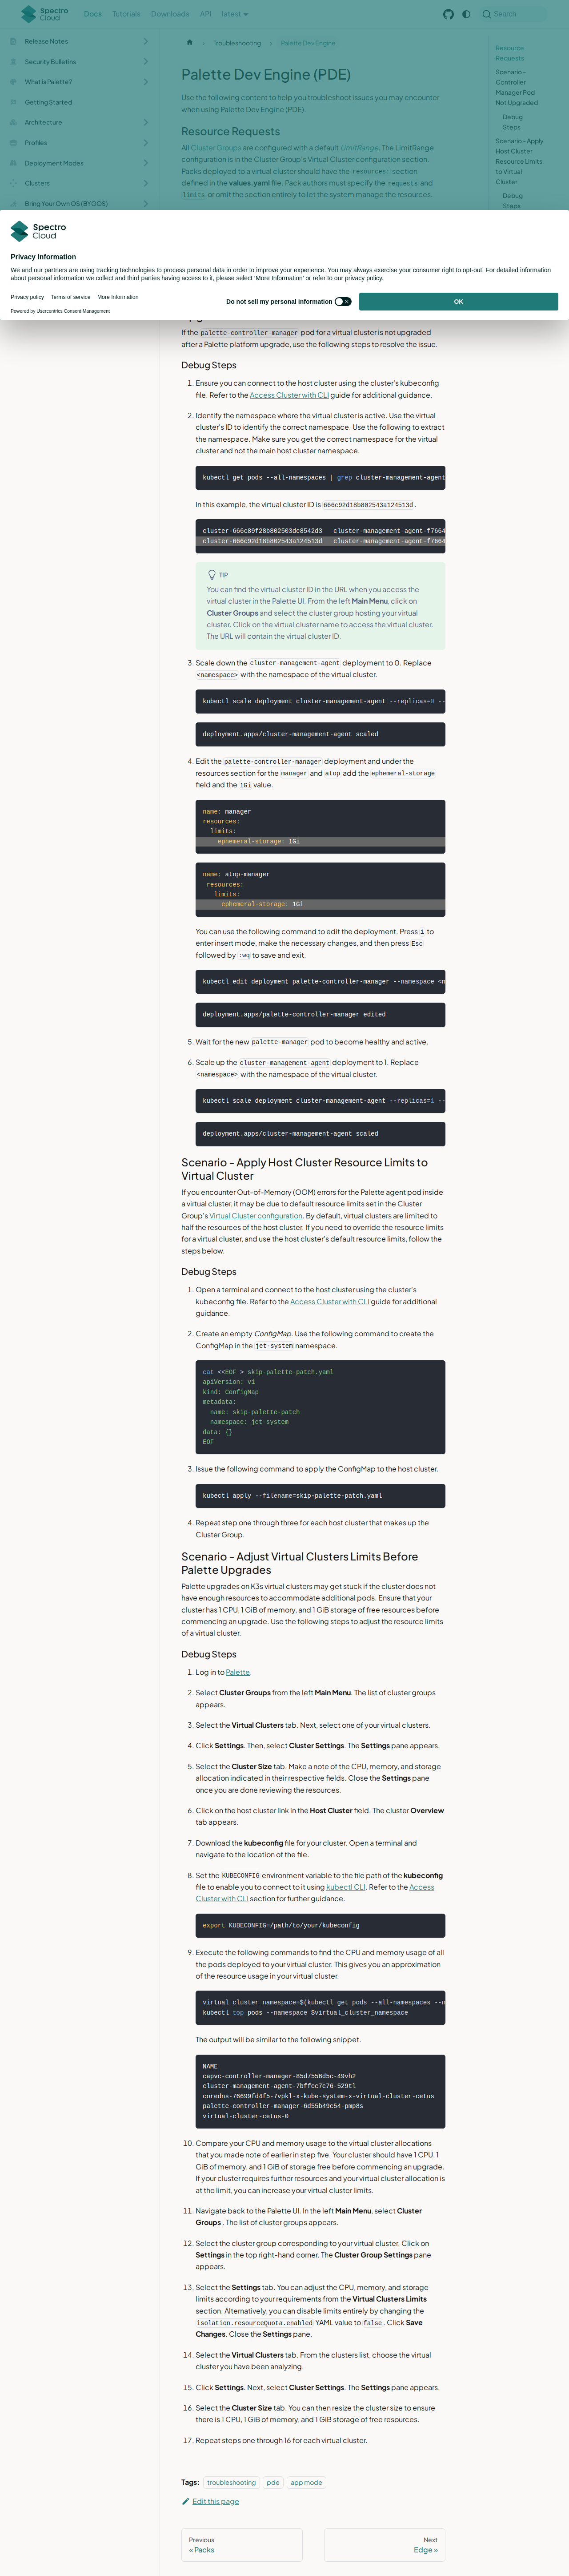 Spectro Cloud
Docs
Tutorials
Downloads
API
latest
Search
Release Notes
Security Bulletins
What is Palette?
Getting Started
Architecture
Profiles
Deployment Modes
Clusters
Bring Your Own OS (BYOOS)
Troubleshooting
Palette Dev Engine
Palette Dev Engine (PDE)
Use the following content to help you troubleshoot issues you may encounter
when using Palette Dev Engine (PDE).
Resource Requests
All Cluster Groups are configured with a default LimitRange. The LimitRange
configuration is in the Cluster Group's Virtual Cluster configuration section.
Packs deployed to a virtual cluster should have the resources: section
defined in the values.yaml file. Pack authors must specify the requests and
limits or omit the section entirely to let the system manage the resources.
Resource
Requests
Scenario -
Controller
Manager Pod
Not Upgraded
Debug
Steps
Scenario - Apply
Host Cluster
Resource Limits
to Virtual
Cluster
Debug
Steps
Spectro Cloud
Privacy Information
We and our partners are using tracking technologies to process personal data in order to improve your experience. You may always exercise your consumer right to opt-out. For detailed information
about personal information we collect and third parties having access to it, please select 'More Information' or refer to our privacy policy.
Privacy policy
Terms of service
More Information
Powered by Usercentrics Consent Management
Do not sell my personal information
OK
If the palette-controller-manager pod for a virtual cluster is not upgraded
after a Palette platform upgrade, use the following steps to resolve the issue.
Debug Steps
1. Ensure you can connect to the host cluster using the cluster's kubeconfig
file. Refer to the Access Cluster with CLI guide for additional guidance.
2. Identify the namespace where the virtual cluster is active. Use the virtual
cluster's ID to identify the correct namespace. Use the following to extract
the namespace. Make sure you get the correct namespace for the virtual
cluster and not the main host cluster namespace.
kubectl get pods --all-namespaces | grep cluster-management-agent
In this example, the virtual cluster ID is 666c92d18b802543a124513d.
cluster-666c89f28b802503dc8542d3 cluster-management-agent-f7664
cluster-666c92d18b802543a124513d cluster-management-agent-f7664
TIP
You can find the virtual cluster ID in the URL when you access the
virtual cluster in the Palette UI. From the left Main Menu, click on
Cluster Groups and select the cluster group hosting your virtual
cluster. Click on the virtual cluster name to access the virtual cluster.
The URL will contain the virtual cluster ID.
3. Scale down the cluster-management-agent deployment to 0. Replace
<namespace> with the namespace of the virtual cluster.
kubectl scale deployment cluster-management-agent --replicas=0 --
deployment.apps/cluster-management-agent scaled
4. Edit the palette-controller-manager deployment and under the
resources section for the manager and atop add the ephemeral-storage
field and the 1Gi value.
name: manager
resources:
limits:
ephemeral-storage: 1Gi
name: atop-manager
resources:
limits:
ephemeral-storage: 1Gi
You can use the following command to edit the deployment. Press i to
enter insert mode, make the necessary changes, and then press Esc
followed by :wq to save and exit.
kubectl edit deployment palette-controller-manager --namespace <n
deployment.apps/palette-controller-manager edited
5. Wait for the new palette-manager pod to become healthy and active.
6. Scale up the cluster-management-agent deployment to 1. Replace
<namespace> with the namespace of the virtual cluster.
kubectl scale deployment cluster-management-agent --replicas=1 --
deployment.apps/cluster-management-agent scaled
Scenario - Apply Host Cluster Resource Limits to
Virtual Cluster
If you encounter Out-of-Memory (OOM) errors for the Palette agent pod inside
a virtual cluster, it may be due to default resource limits set in the Cluster
Group's Virtual Cluster configuration. By default, virtual clusters are limited to
half the resources of the host cluster. If you need to override the resource limits
for a virtual cluster, and use the host cluster's default resource limits, follow the
steps below.
Debug Steps
1. Open a terminal and connect to the host cluster using the cluster's
kubeconfig file. Refer to the Access Cluster with CLI guide for additional
guidance.
2. Create an empty ConfigMap. Use the following command to create the
ConfigMap in the jet-system namespace.
cat <<EOF > skip-palette-patch.yaml
apiVersion: v1
kind: ConfigMap
metadata:
name: skip-palette-patch
namespace: jet-system
data: {}
EOF
3. Issue the following command to apply the ConfigMap to the host cluster.
kubectl apply --filename=skip-palette-patch.yaml
4. Repeat step one through three for each host cluster that makes up the
Cluster Group.
Scenario - Adjust Virtual Clusters Limits Before
Palette Upgrades
Palette upgrades on K3s virtual clusters may get stuck if the cluster does not
have enough resources to accommodate additional pods. Ensure that your
cluster has 1 CPU, 1 GiB of memory, and 1 GiB storage of free resources before
commencing an upgrade. Use the following steps to adjust the resource limits
of a virtual cluster.
Debug Steps
1. Log in to Palette.
2. Select Cluster Groups from the left Main Menu. The list of cluster groups
appears.
3. Select the Virtual Clusters tab. Next, select one of your virtual clusters.
4. Click Settings. Then, select Cluster Settings. The Settings pane appears.
5. Select the Cluster Size tab. Make a note of the CPU, memory, and storage
allocation indicated in their respective fields. Close the Settings pane
once you are done reviewing the resources.
6. Click on the host cluster link in the Host Cluster field. The cluster Overview
tab appears.
7. Download the kubeconfig file for your cluster. Open a terminal and
navigate to the location of the file.
8. Set the KUBECONFIG environment variable to the file path of the kubeconfig
file to enable you to connect to it using kubectl CLI. Refer to the Access
Cluster with CLI section for further guidance.
export KUBECONFIG=/path/to/your/kubeconfig
9. Execute the following commands to find the CPU and memory usage of all
the pods deployed to your virtual cluster. This gives you an approximation
of the resource usage in your virtual cluster.
virtual_cluster_namespace=$(kubectl get pods --all-namespaces --n
kubectl top pods --namespace $virtual_cluster_namespace
The output will be similar to the following snippet.
NAME
capvc-controller-manager-85d7556d5c-49vh2
cluster-management-agent-7bffcc7c76-529tl
coredns-76699fd4f5-7vpkl-x-kube-system-x-virtual-cluster-cetus
palette-controller-manager-6d55b49c54-pmp8s
virtual-cluster-cetus-0
10. Compare your CPU and memory usage to the virtual cluster allocations
that you made note of earlier in step five. Your cluster should have 1 CPU, 1
GiB of memory, and 1 GiB of storage free before commencing an upgrade.
If your cluster requires further resources and your virtual cluster allocation is
at the limit, you can increase your virtual cluster limits.
11. Navigate back to the Palette UI. In the left Main Menu, select Cluster
Groups . The list of cluster groups appears.
12. Select the cluster group corresponding to your virtual cluster. Click on
Settings in the top right-hand corner. The Cluster Group Settings pane
appears.
13. Select the Settings tab. You can adjust the CPU, memory, and storage
limits according to your requirements from the Virtual Clusters Limits
section. Alternatively, you can disable limits entirely by changing the
isolation.resourceQuota.enabled YAML value to false. Click Save
Changes. Close the Settings pane.
14. Select the Virtual Clusters tab. From the clusters list, choose the virtual
cluster you have been analyzing.
15. Click Settings. Next, select Cluster Settings. The Settings pane appears.
16. Select the Cluster Size tab. You can then resize the cluster size to ensure
there is 1 CPU, 1 GiB of memory, and 1 GiB storage of free resources.
17. Repeat steps one through 16 for each virtual cluster.
Tags: troubleshooting pde app mode
Edit this page
Previous
« Packs
Next
Edge »